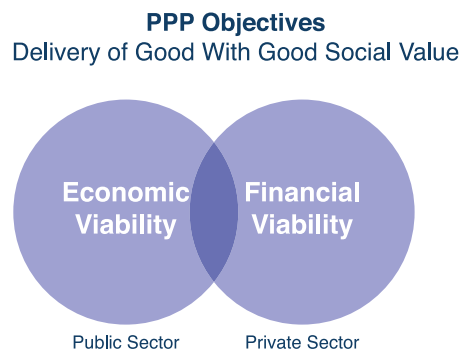 PPP Objectives
Delivery of Good With Good Social Value
Economic
Viability
Financial
Viability
Public Sector
Private Sector